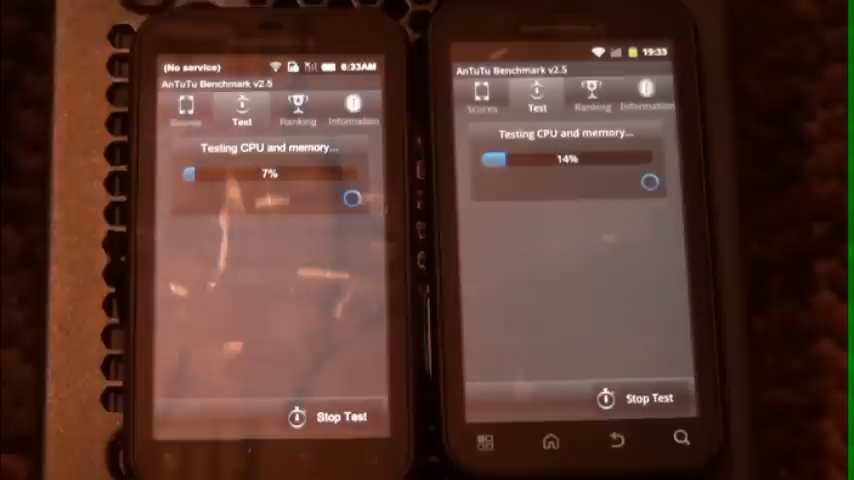 (No service) 6:33AM
AnTuTu Benchmark v2.5
Scores Test Ranking Information
Testing CPU and memory...
7%
Stop Test
19:33
AnTuTu Benchmark v2.5
Scores Test Ranking Information
Testing CPU and memory...
14%
Stop Test